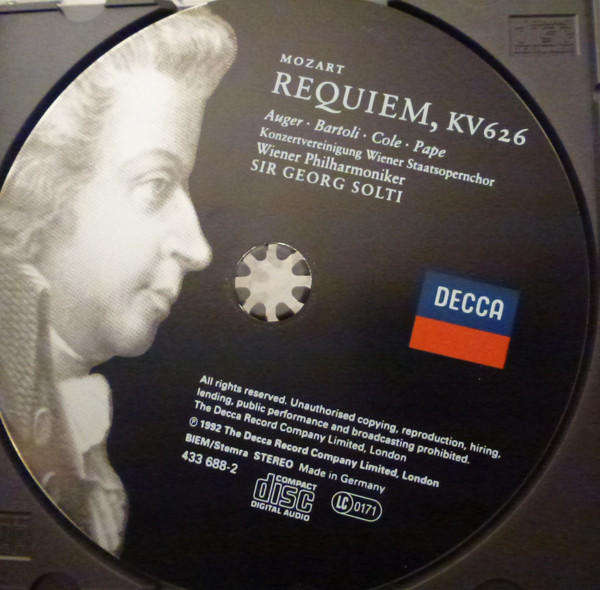 MOZART
REQUIEM, KV626
Auger · Bartoli · Cole · Pape
Konzertvereinigung Wiener Staatsopernchor
Wiener Philharmoniker
SIR GEORG SOLTI
DECCA
All rights reserved. Unauthorised copying, reproduction, hiring,
lending, public performance and broadcasting prohibited.
The Decca Record Company Limited, London
℗ 1992 The Decca Record Company Limited, London
BIEM/Stemra STEREO Made in Germany
433 688-2
COMPACT
disc
DIGITAL AUDIO
LC 0171